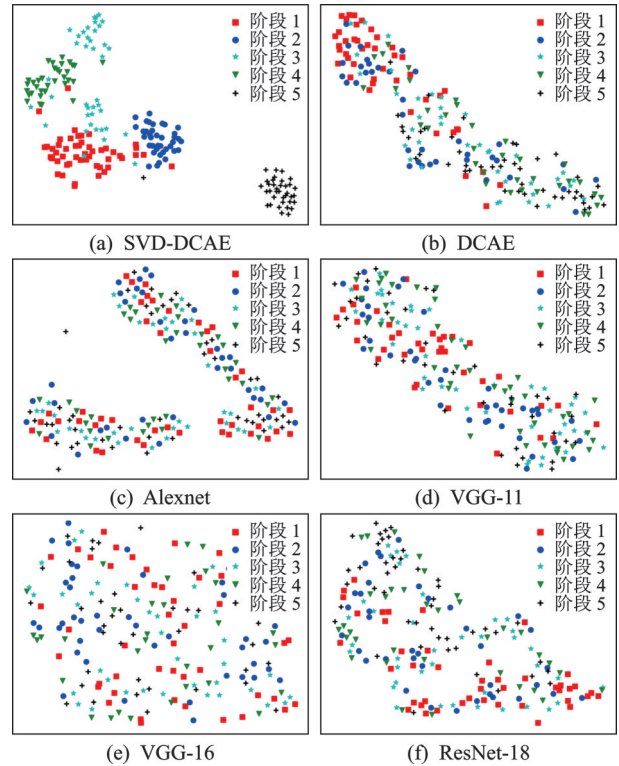 阶段 1
阶段 2
阶段 3
阶段 4
阶段 5
(a) SVD-DCAE
阶段 1
阶段 2
阶段 3
阶段 4
阶段 5
(b) DCAE
阶段 1
阶段 2
阶段 3
阶段 4
阶段 5
(c) Alexnet
阶段 1
阶段 2
阶段 3
阶段 4
阶段 5
(d) VGG-11
阶段 1
阶段 2
阶段 3
阶段 4
阶段 5
(e) VGG-16
阶段 1
阶段 2
阶段 3
阶段 4
阶段 5
(f) ResNet-18